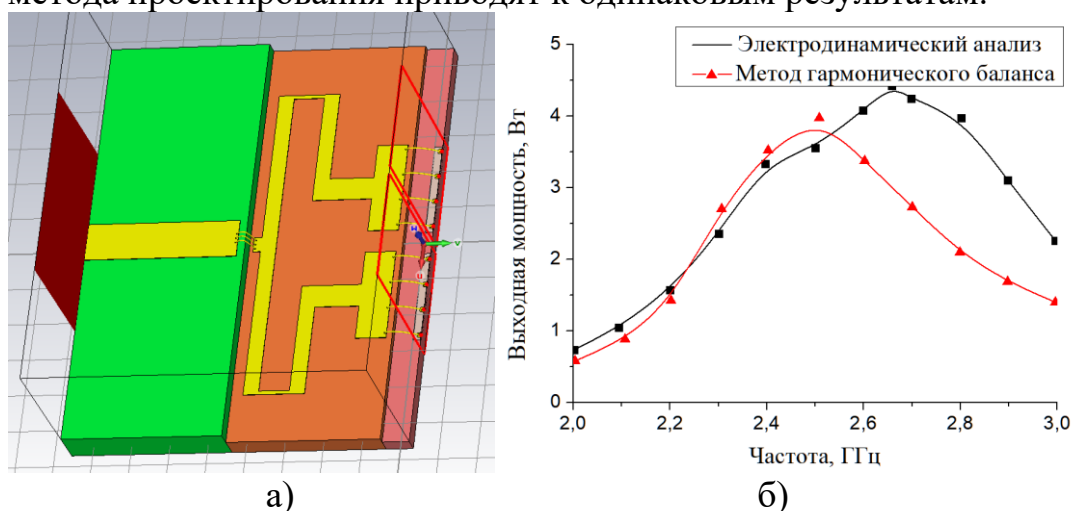 метода проектирования приводят к одинаковым результатам.
Электродинамический анализ
Метод гармонического баланса
Выходная мощность, Вт
5
4
3
2
1
0
2,0 2,2 2,4 2,6 2,8 3,0
Частота, ГГц
а) б)